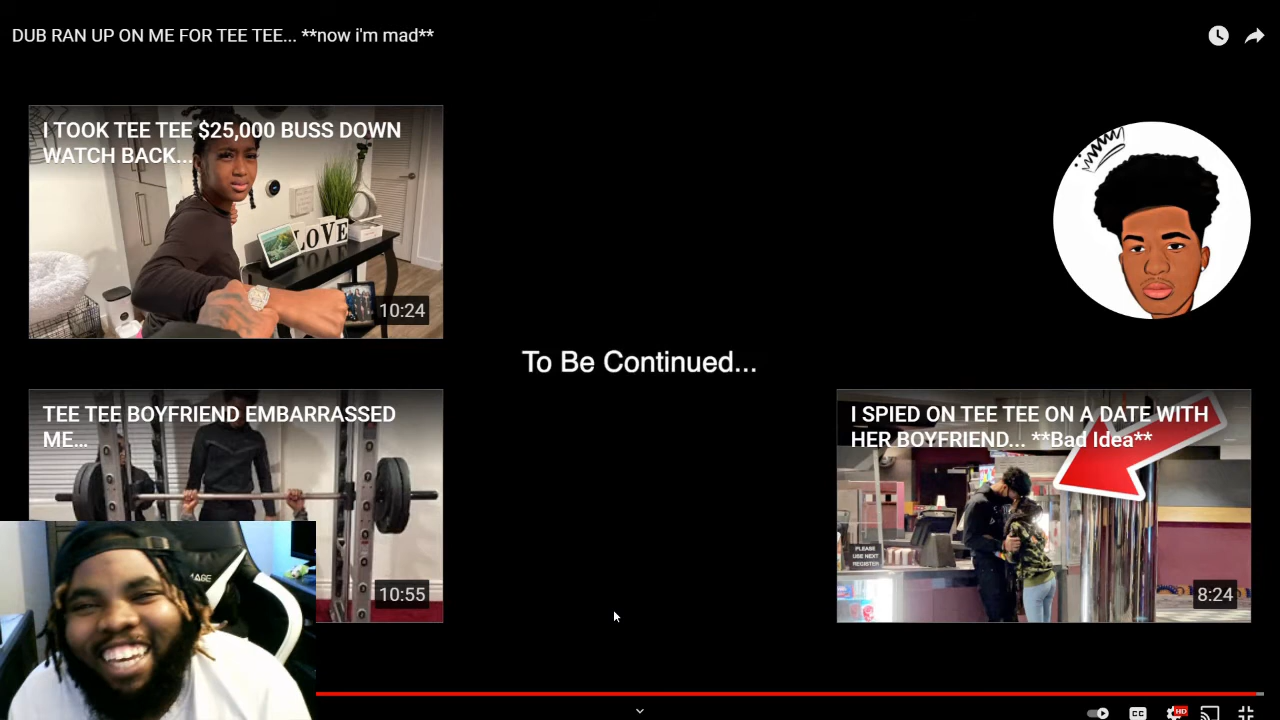 DUB RAN UP ON ME FOR TEE TEE... **now i'm mad**
I TOOK TEE TEE $25,000 BUSS DOWN
WATCH BACK...
LOVE
10:24
To Be Continued...
TEE TEE BOYFRIEND EMBARRASSED
ME...
10:55
I SPIED ON TEE TEE ON A DATE WITH
HER BOYFRIEND... **Bad Idea**
PLEASE
USE NEXT
REGISTER
8:24
CC
HD